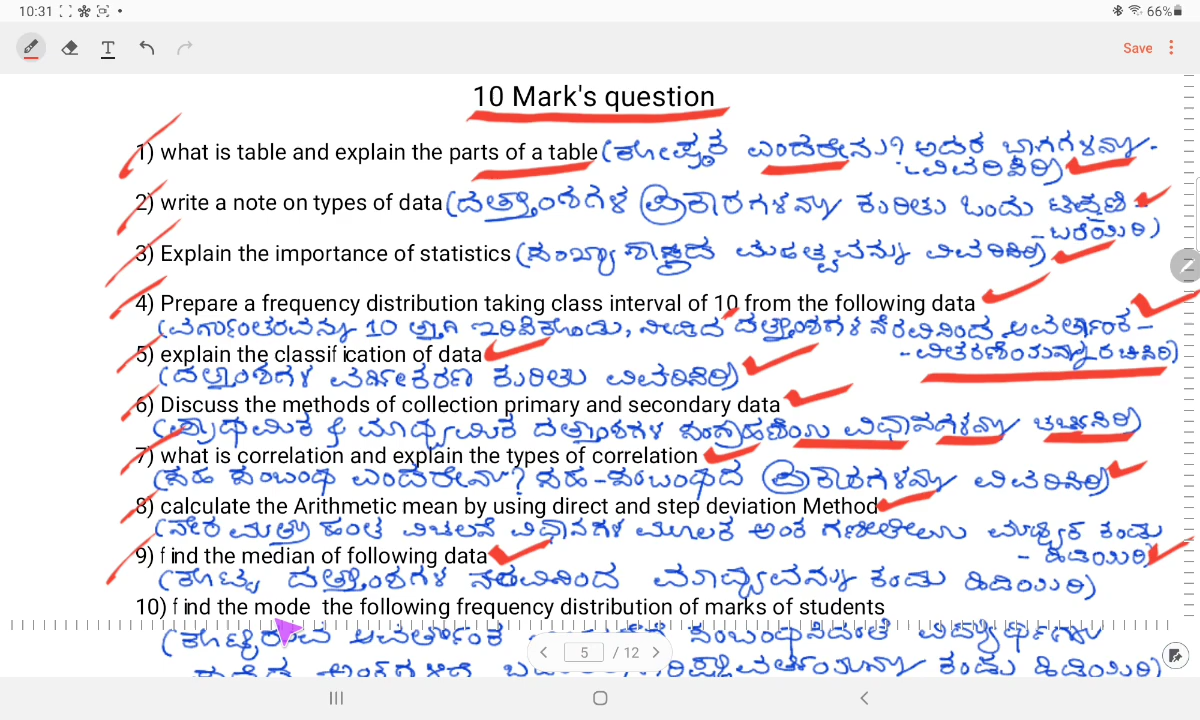 10:31 66%
Save
10 Mark's question
1) what is table and explain the parts of a table (ಕೋಷ್ಟಕ ಎಂದರೇನು? ಅದರ ಭಾಗಗಳನ್ನು -
- ವಿವರಿಸಿರಿ)
2) write a note on types of data (ದತ್ತಾಂಶಗಳ ಪ್ರಕಾರಗಳನ್ನು ಕುರಿತು ಒಂದು ಟಿಪ್ಪಣಿ -
- ಬರೆಯಿರಿ)
3) Explain the importance of statistics (ಸಂಖ್ಯಾ ಶಾಸ್ತ್ರದ ಮಹತ್ವವನ್ನು ವಿವರಿಸಿರಿ)
4) Prepare a frequency distribution taking class interval of 10 from the following data
(ವರ್ಗಾಂತರವನ್ನು 10 ಆಗಿ ಇರಿಸಿಕೊಂಡು, ನೀಡಿದ ದತ್ತಾಂಶಗಳ ನೆರವಿನಿಂದ ಆವರ್ತಾಂಕ -
5) explain the classification of data - ವಿತರಣೆಯನ್ನು ರಚಿಸಿರಿ)
(ದತ್ತಾಂಶಗಳ ವರ್ಗೀಕರಣ ಕುರಿತು ವಿವರಿಸಿರಿ)
6) Discuss the methods of collection primary and secondary data
(ಪ್ರಾಥಮಿಕ & ಮಾಧ್ಯಮಿಕ ದತ್ತಾಂಶಗಳ ಸಂಗ್ರಹಣೆಯ ವಿಧಾನಗಳನ್ನು ಚರ್ಚಿಸಿರಿ)
7) what is correlation and explain the types of correlation
(ಸಹ ಸಂಬಂಧ ಎಂದರೇನು? ಸಹ-ಸಂಬಂಧದ ಪ್ರಕಾರಗಳನ್ನು ವಿವರಿಸಿರಿ)
8) calculate the Arithmetic mean by using direct and step deviation Method
(ನೇರ ಮತ್ತು ಹಂತ ವಿಚಲನೆ ವಿಧಾನಗಳ ಮೂಲಕ ಅಂಕ ಗಣಿತೀಯ ಕಂಡು
9) find the median of following data - ಹಿಡಿಯಿರಿ)
(ಕೊಟ್ಟ ದತ್ತಾಂಶಗಳ ನೆರವಿನಿಂದ ಕಂಡು ಹಿಡಿಯಿರಿ)
10) find the mode the following frequency distribution of marks of students
(ಕೊಟ್ಟಿರುವ ಆವರ್ತಾಂಕ ವಿದ್ಯಾರ್ಥಿಗಳು
ಕಂಡು ಹಿಡಿಯಿರಿ)
5 / 12